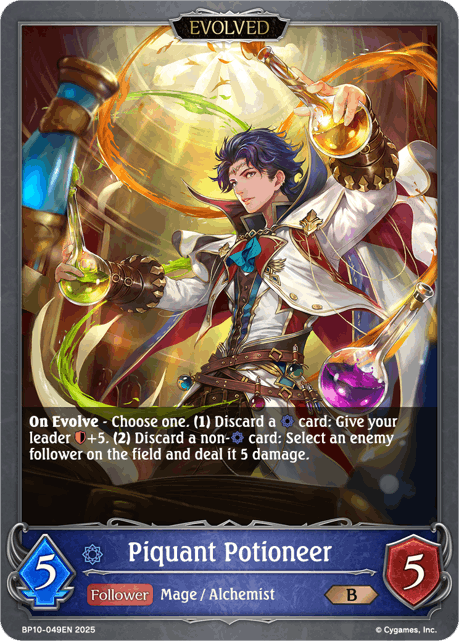 EVOLVED
On Evolve - Choose one. (1) Discard a card: Give your
leader +5. (2) Discard a non- card: Select an enemy
follower on the field and deal it 5 damage.
5
Piquant Potioneer
5
Follower
Mage / Alchemist
B
BP10-049EN 2025
© Cygames, Inc.